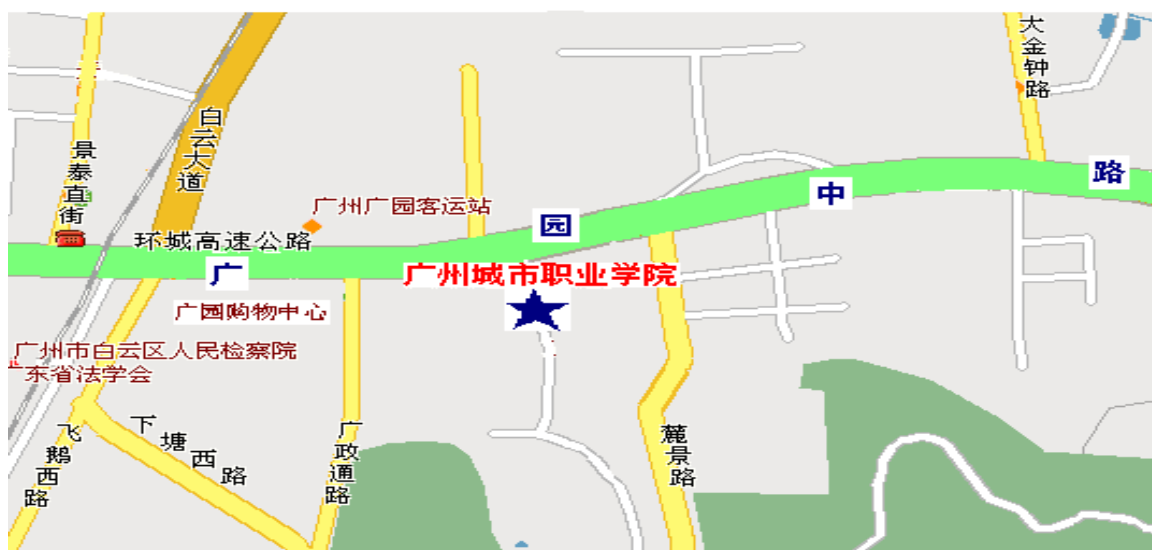 大金钟路
白云大道
景泰直街
路
中
广州广园客运站
园
环城高速公路
广
广州城市职业学院
广园购物中心
广州市白云区人民检察院
东省法学会
下塘西路
飞鹅西路
广政通路
麓景路